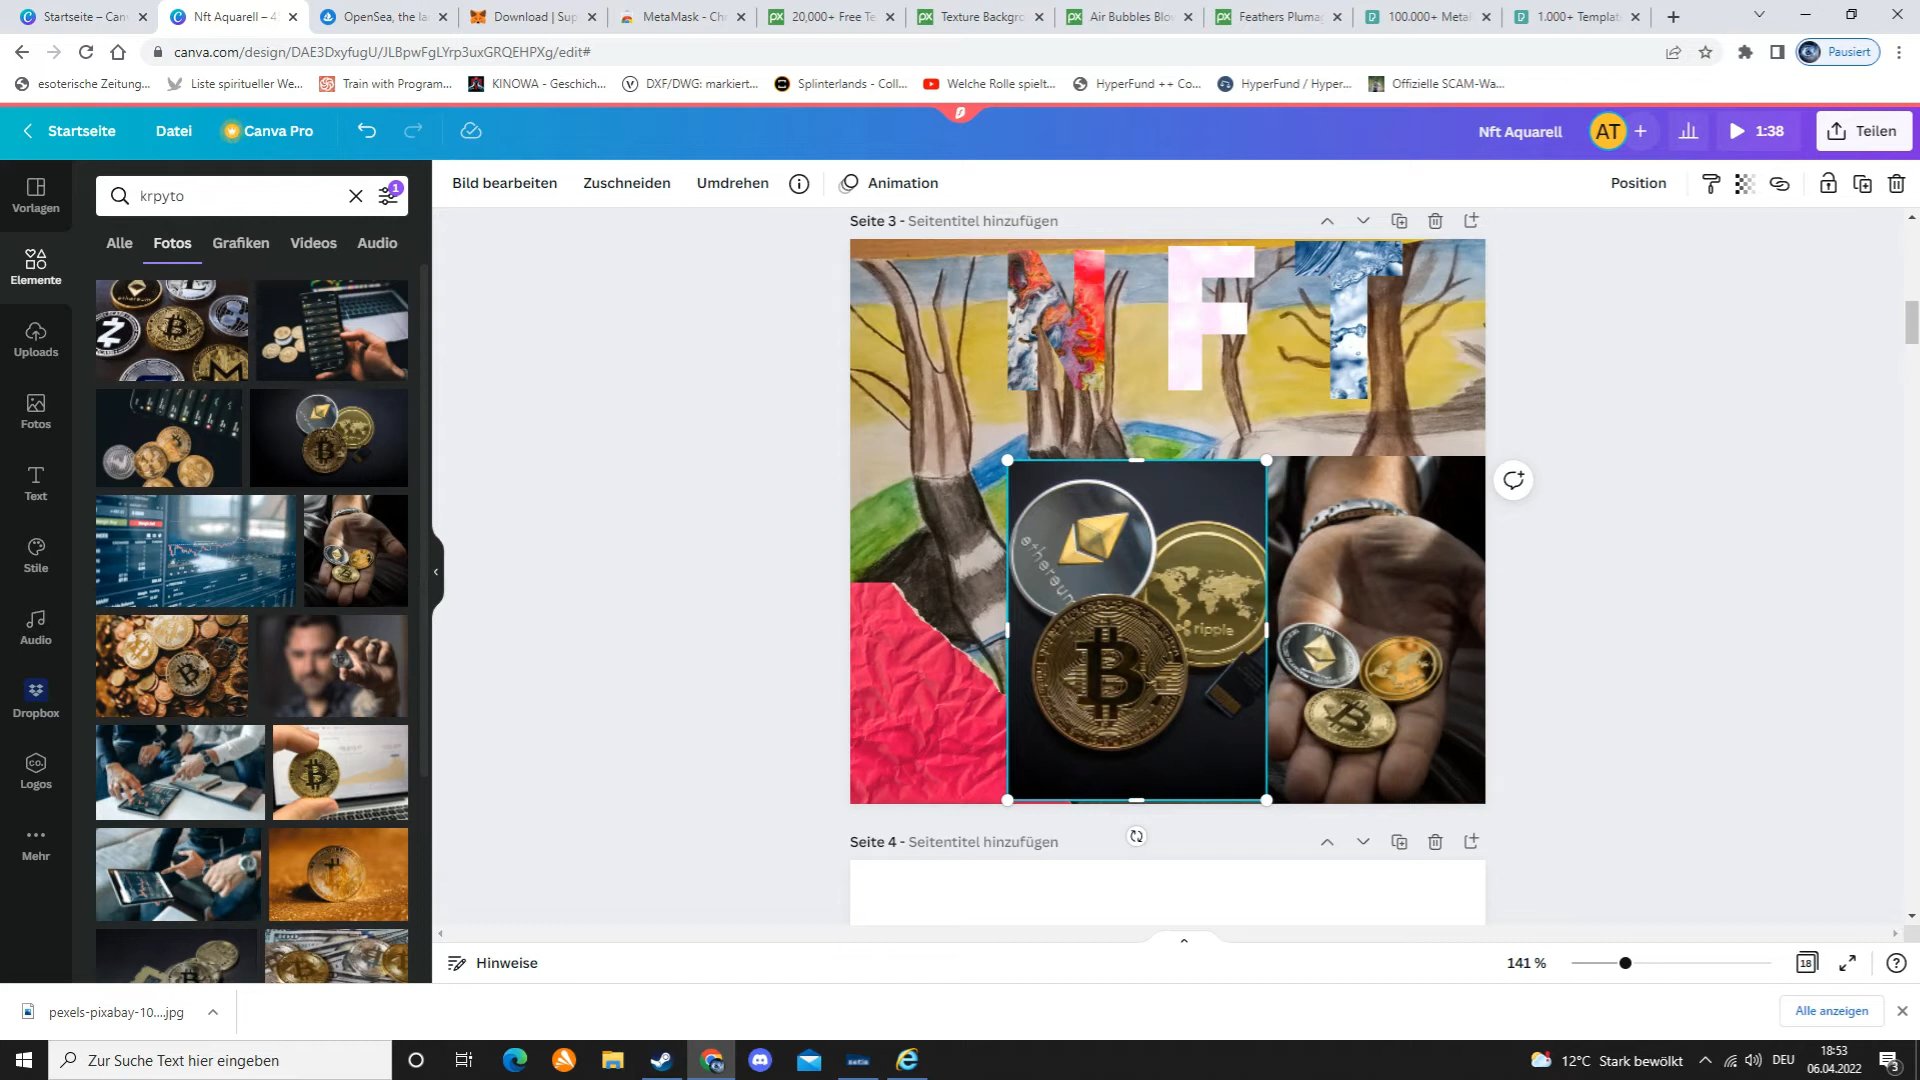 Startseite – Can
Nft Aquarell – 4
OpenSea, the la
Download | Sup
MetaMask - Ch
20,000+ Free Te
Texture Backgro
Air Bubbles Blo
Feathers Plumag
100.000+ Metal
1.000+ Templat
canva.com/design/DAE3DxyfugU/JLBpwFgLYrp3uxGRQEHPXg/edit#
Pausiert
esoterische Zeitung...
Liste spiritueller We...
Train with Program...
KINOWA - Geschich...
DXF/DWG: markiert...
Splinterlands - Coll...
Welche Rolle spielt...
HyperFund ++ Co...
HyperFund / Hyper...
Offizielle SCAM-Wa...
Startseite
Datei
Canva Pro
Nft Aquarell
AT
1:38
Teilen
Vorlagen
Elemente
Uploads
Fotos
Text
Stile
Audio
Dropbox
Logos
Mehr
krpyto
1
Alle
Fotos
Grafiken
Videos
Audio
Bild bearbeiten
Zuschneiden
Umdrehen
Animation
Position
Seite 3 - Seitentitel hinzufügen
NFT
ethereum
ripple
Seite 4 - Seitentitel hinzufügen
Hinweise
141 %
18
pexels-pixabay-10....jpg
Alle anzeigen
Zur Suche Text hier eingeben
12°C Stark bewölkt
DEU
18:53
06.04.2022
3